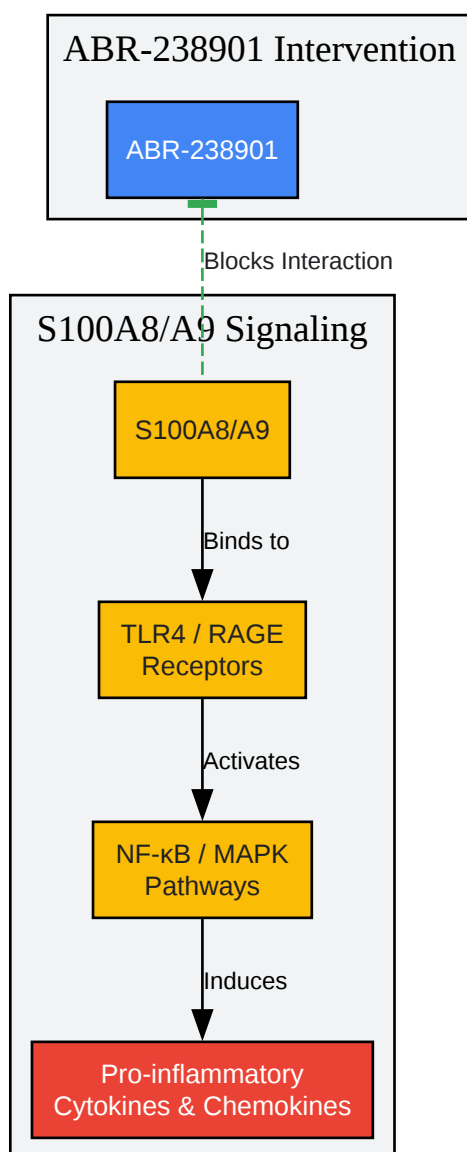 ABR-238901 Intervention
ABR-238901
Blocks Interaction
S100A8/A9 Signaling
S100A8/A9
Binds to
TLR4 / RAGE
Receptors
Activates
NF-κB / MAPK
Pathways
Induces
Pro-inflammatory
Cytokines & Chemokines